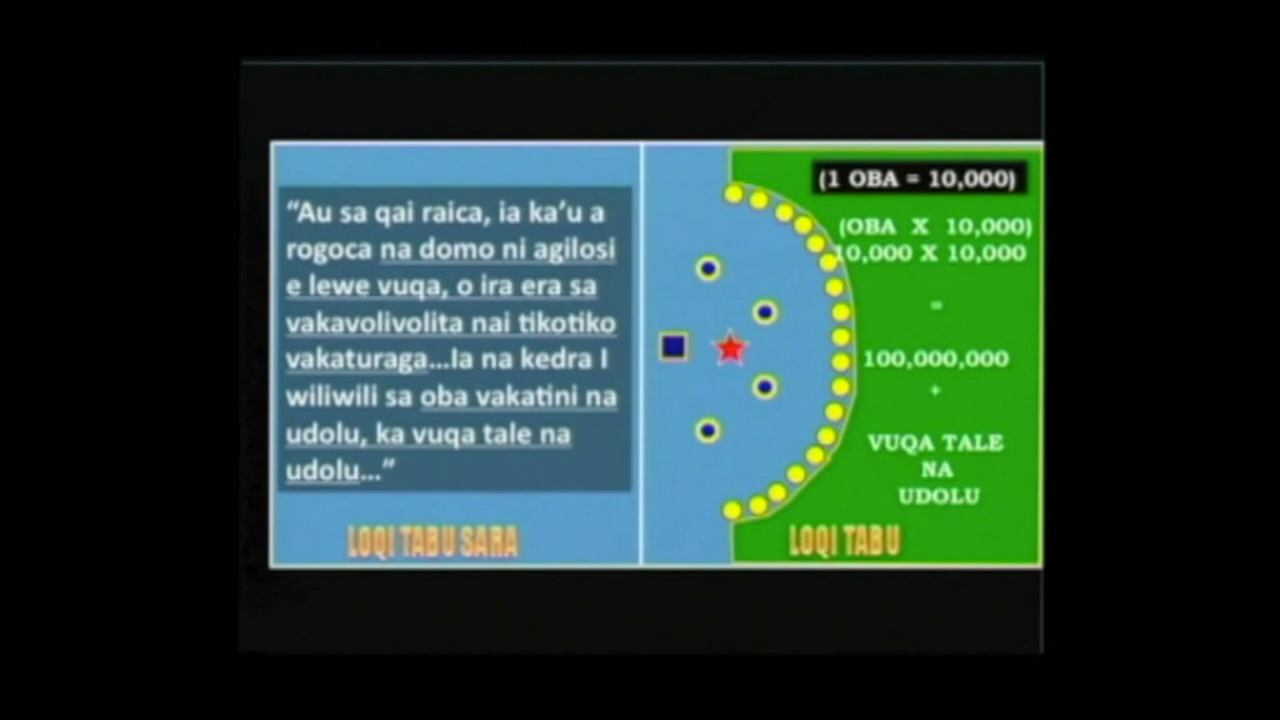 “Au sa qai raica, ia ka’u a
rogoca na domo ni agilosi
e lewe vuqa, o ira era sa
vakavolivolita nai tikotiko
vakaturaga...Ia na kedra I
wiliwili sa oba vakatini na
udolu, ka vuqa tale na
udolu...”
LOQI TABU SARA
(1 OBA = 10,000)
(OBA X 10,000)
10,000 X 10,000
=
100,000,000
+
VUQA TALE
NA
UDOLU
LOQI TABU